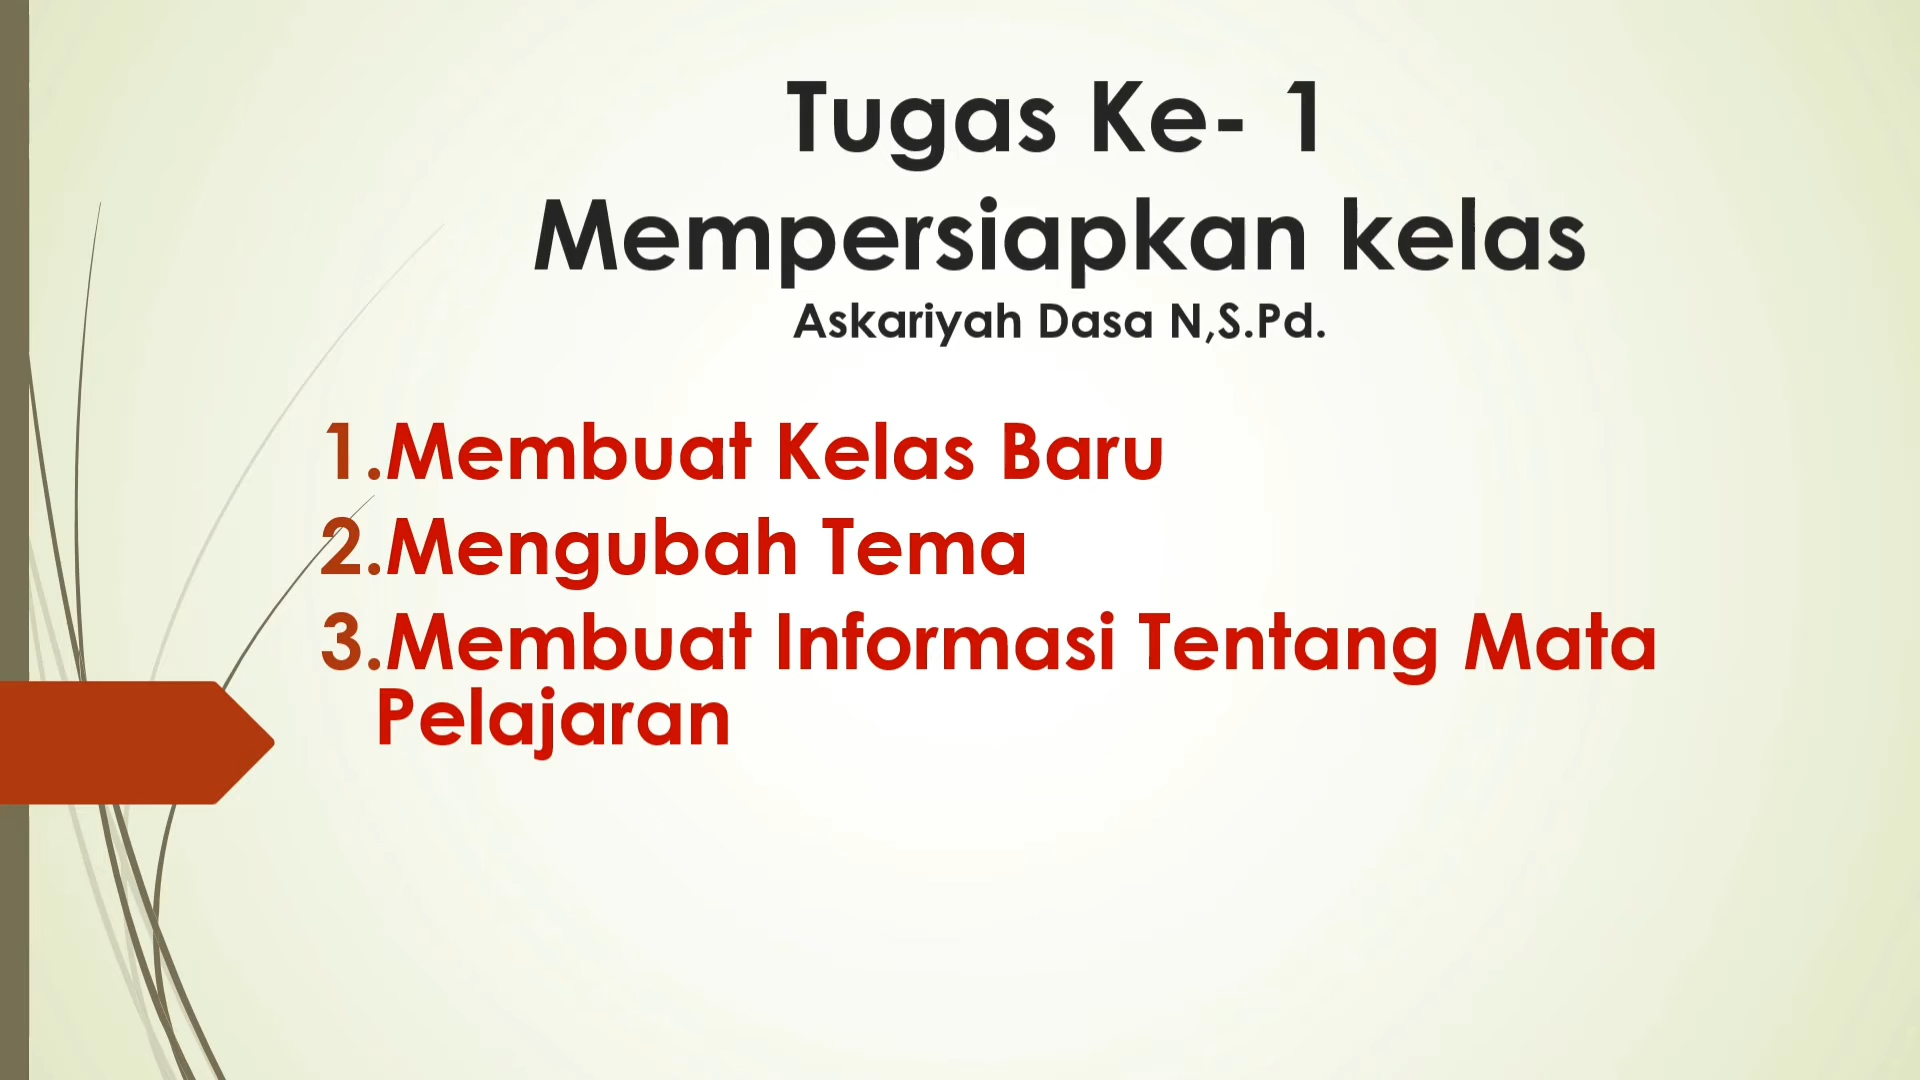 Tugas Ke- 1
Mempersiapkan kelas
Askariyah Dasa N,S.Pd.
1.Membuat Kelas Baru
2.Mengubah Tema
3.Membuat Informasi Tentang Mata
Pelajaran